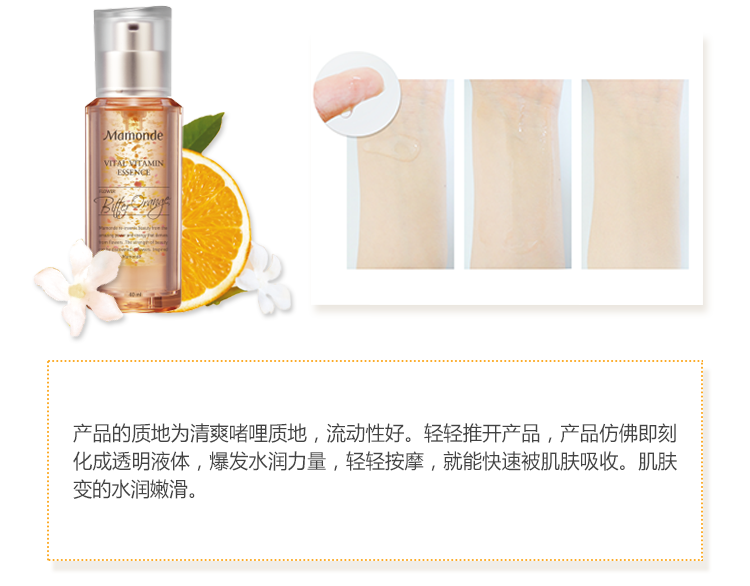 Mamonde
VITAL VITAMIN
ESSENCE
FLOWER
Bitter Orange
40 ml
产品的质地为清爽啫哩质地，流动性好。轻轻推开产品，产品仿佛即刻
化成透明液体，爆发水润力量，轻轻按摩，就能快速被肌肤吸收。肌肤
变的水润嫩滑。